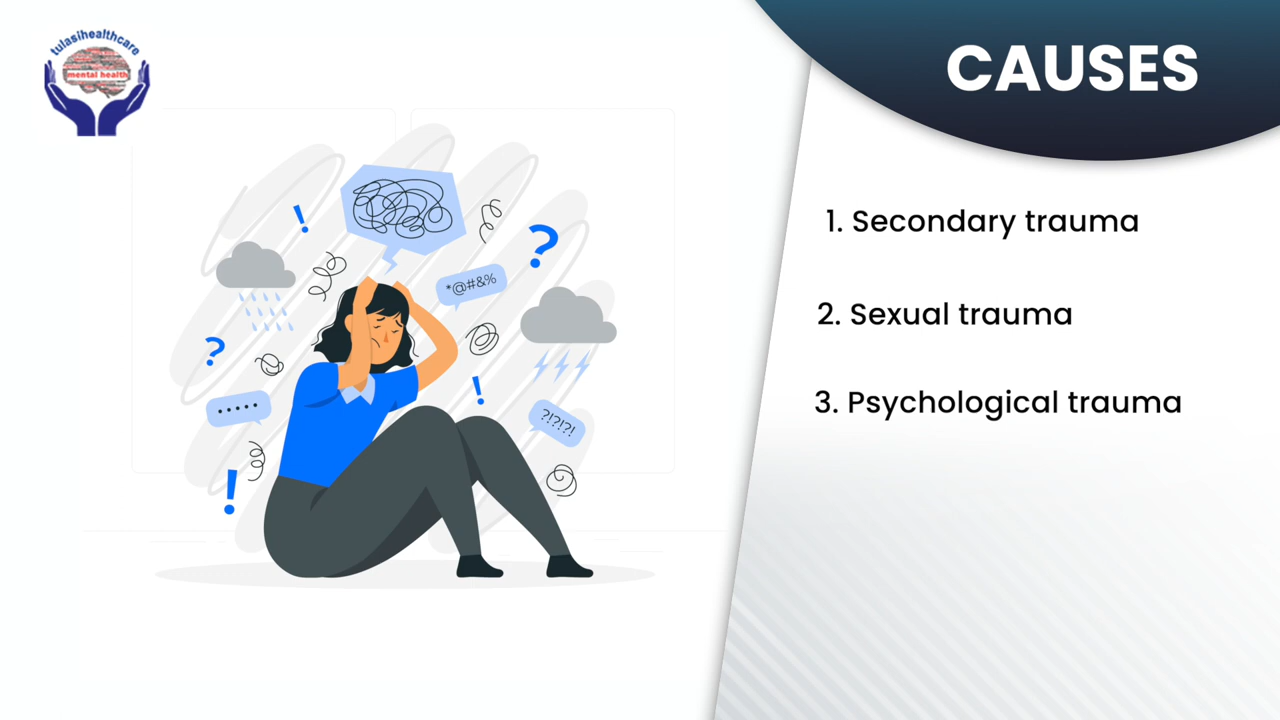 tulasihealthcare
mental health
CAUSES
1. Secondary trauma
2. Sexual trauma
3. Psychological trauma
!
?
*@#&%
?
!
•••••
?!?!?!
!